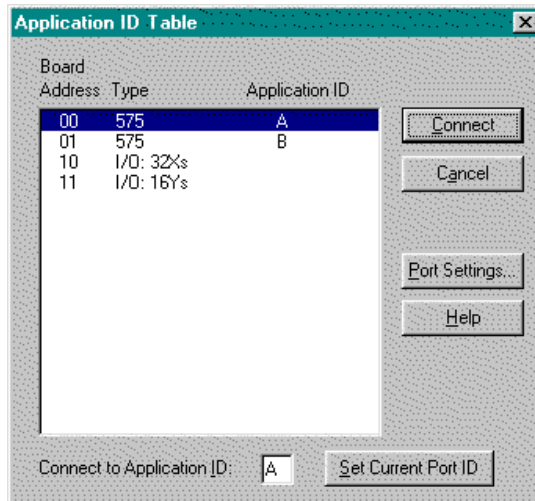 Application ID Table
Board
Address Type Application ID
00 575 A
01 575 B
10 I/O: 32Xs
11 I/O: 16Ys
Connect
Cancel
Port Settings...
Help
Connect to Application ID: A Set Current Port ID